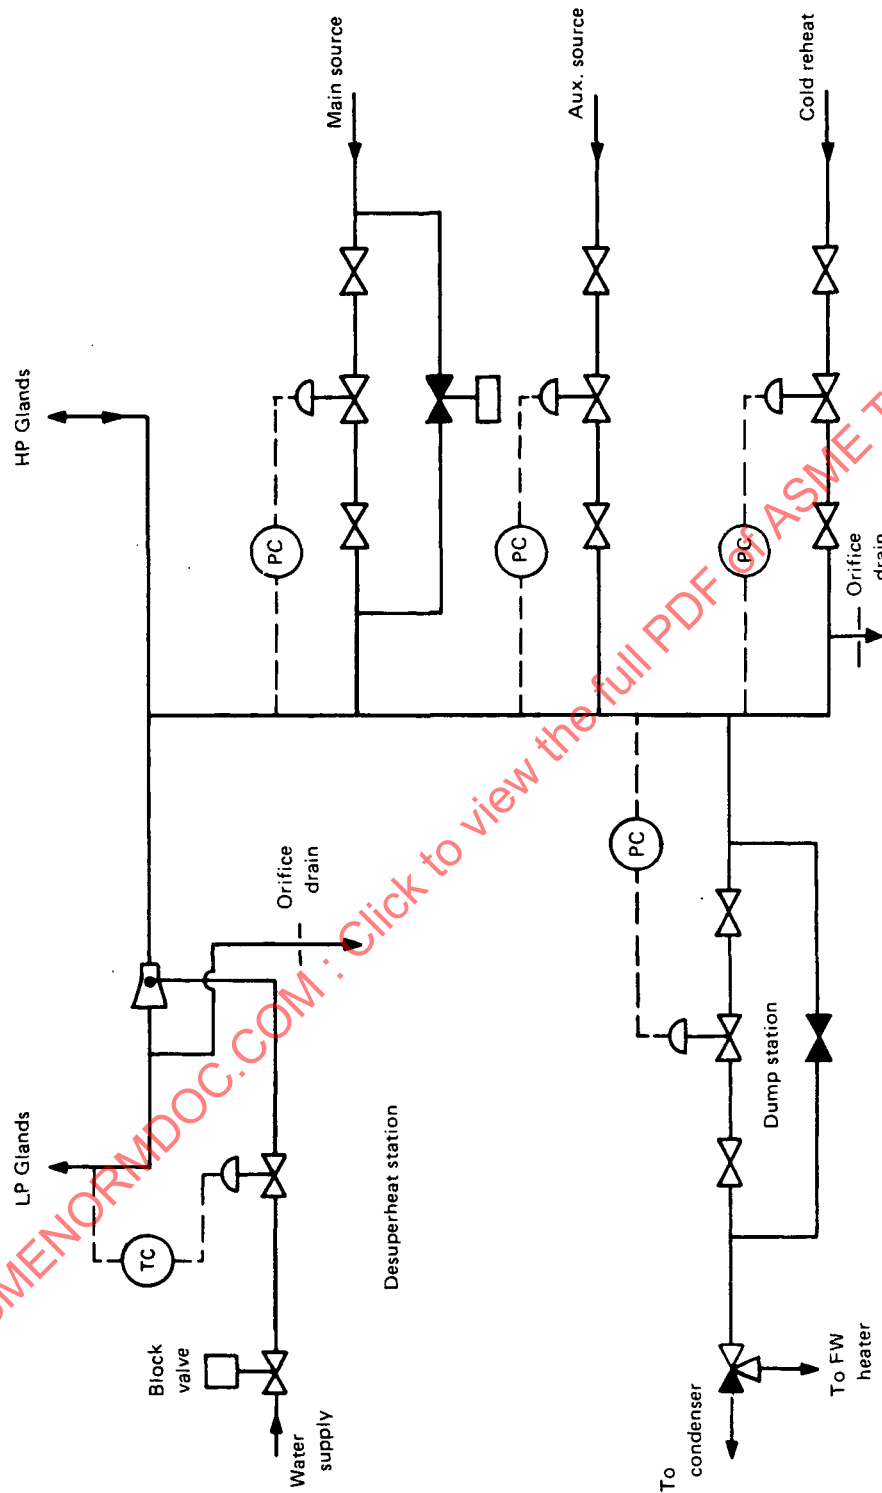 HP Glands
Main source
PC
Aux. source
PC
Cold reheat
PC
Orifice
drain
LP Glands
TC
Orifice
drain
Block
valve
Water
supply
Desuperheat station
PC
Dump station
To
condenser
To FW
heater
MENORMDOC.COM : Click to view the full PDF of ASME T